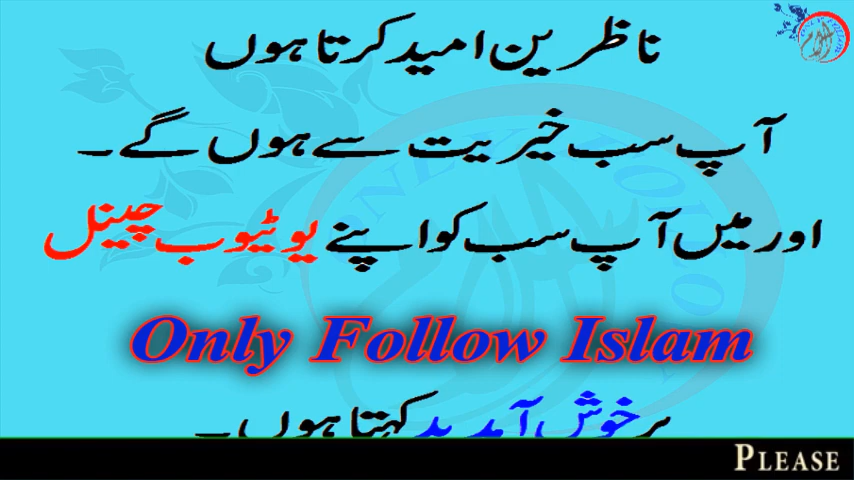 ناظرین امید کرتا ہوں
آپ سب خیریت سے ہوں گے۔
اور میں آپ سب کو اپنے یوٹیوب چینل
Only Follow Islam
پر خوش آمدید کہتا ہوں۔
PLEASE